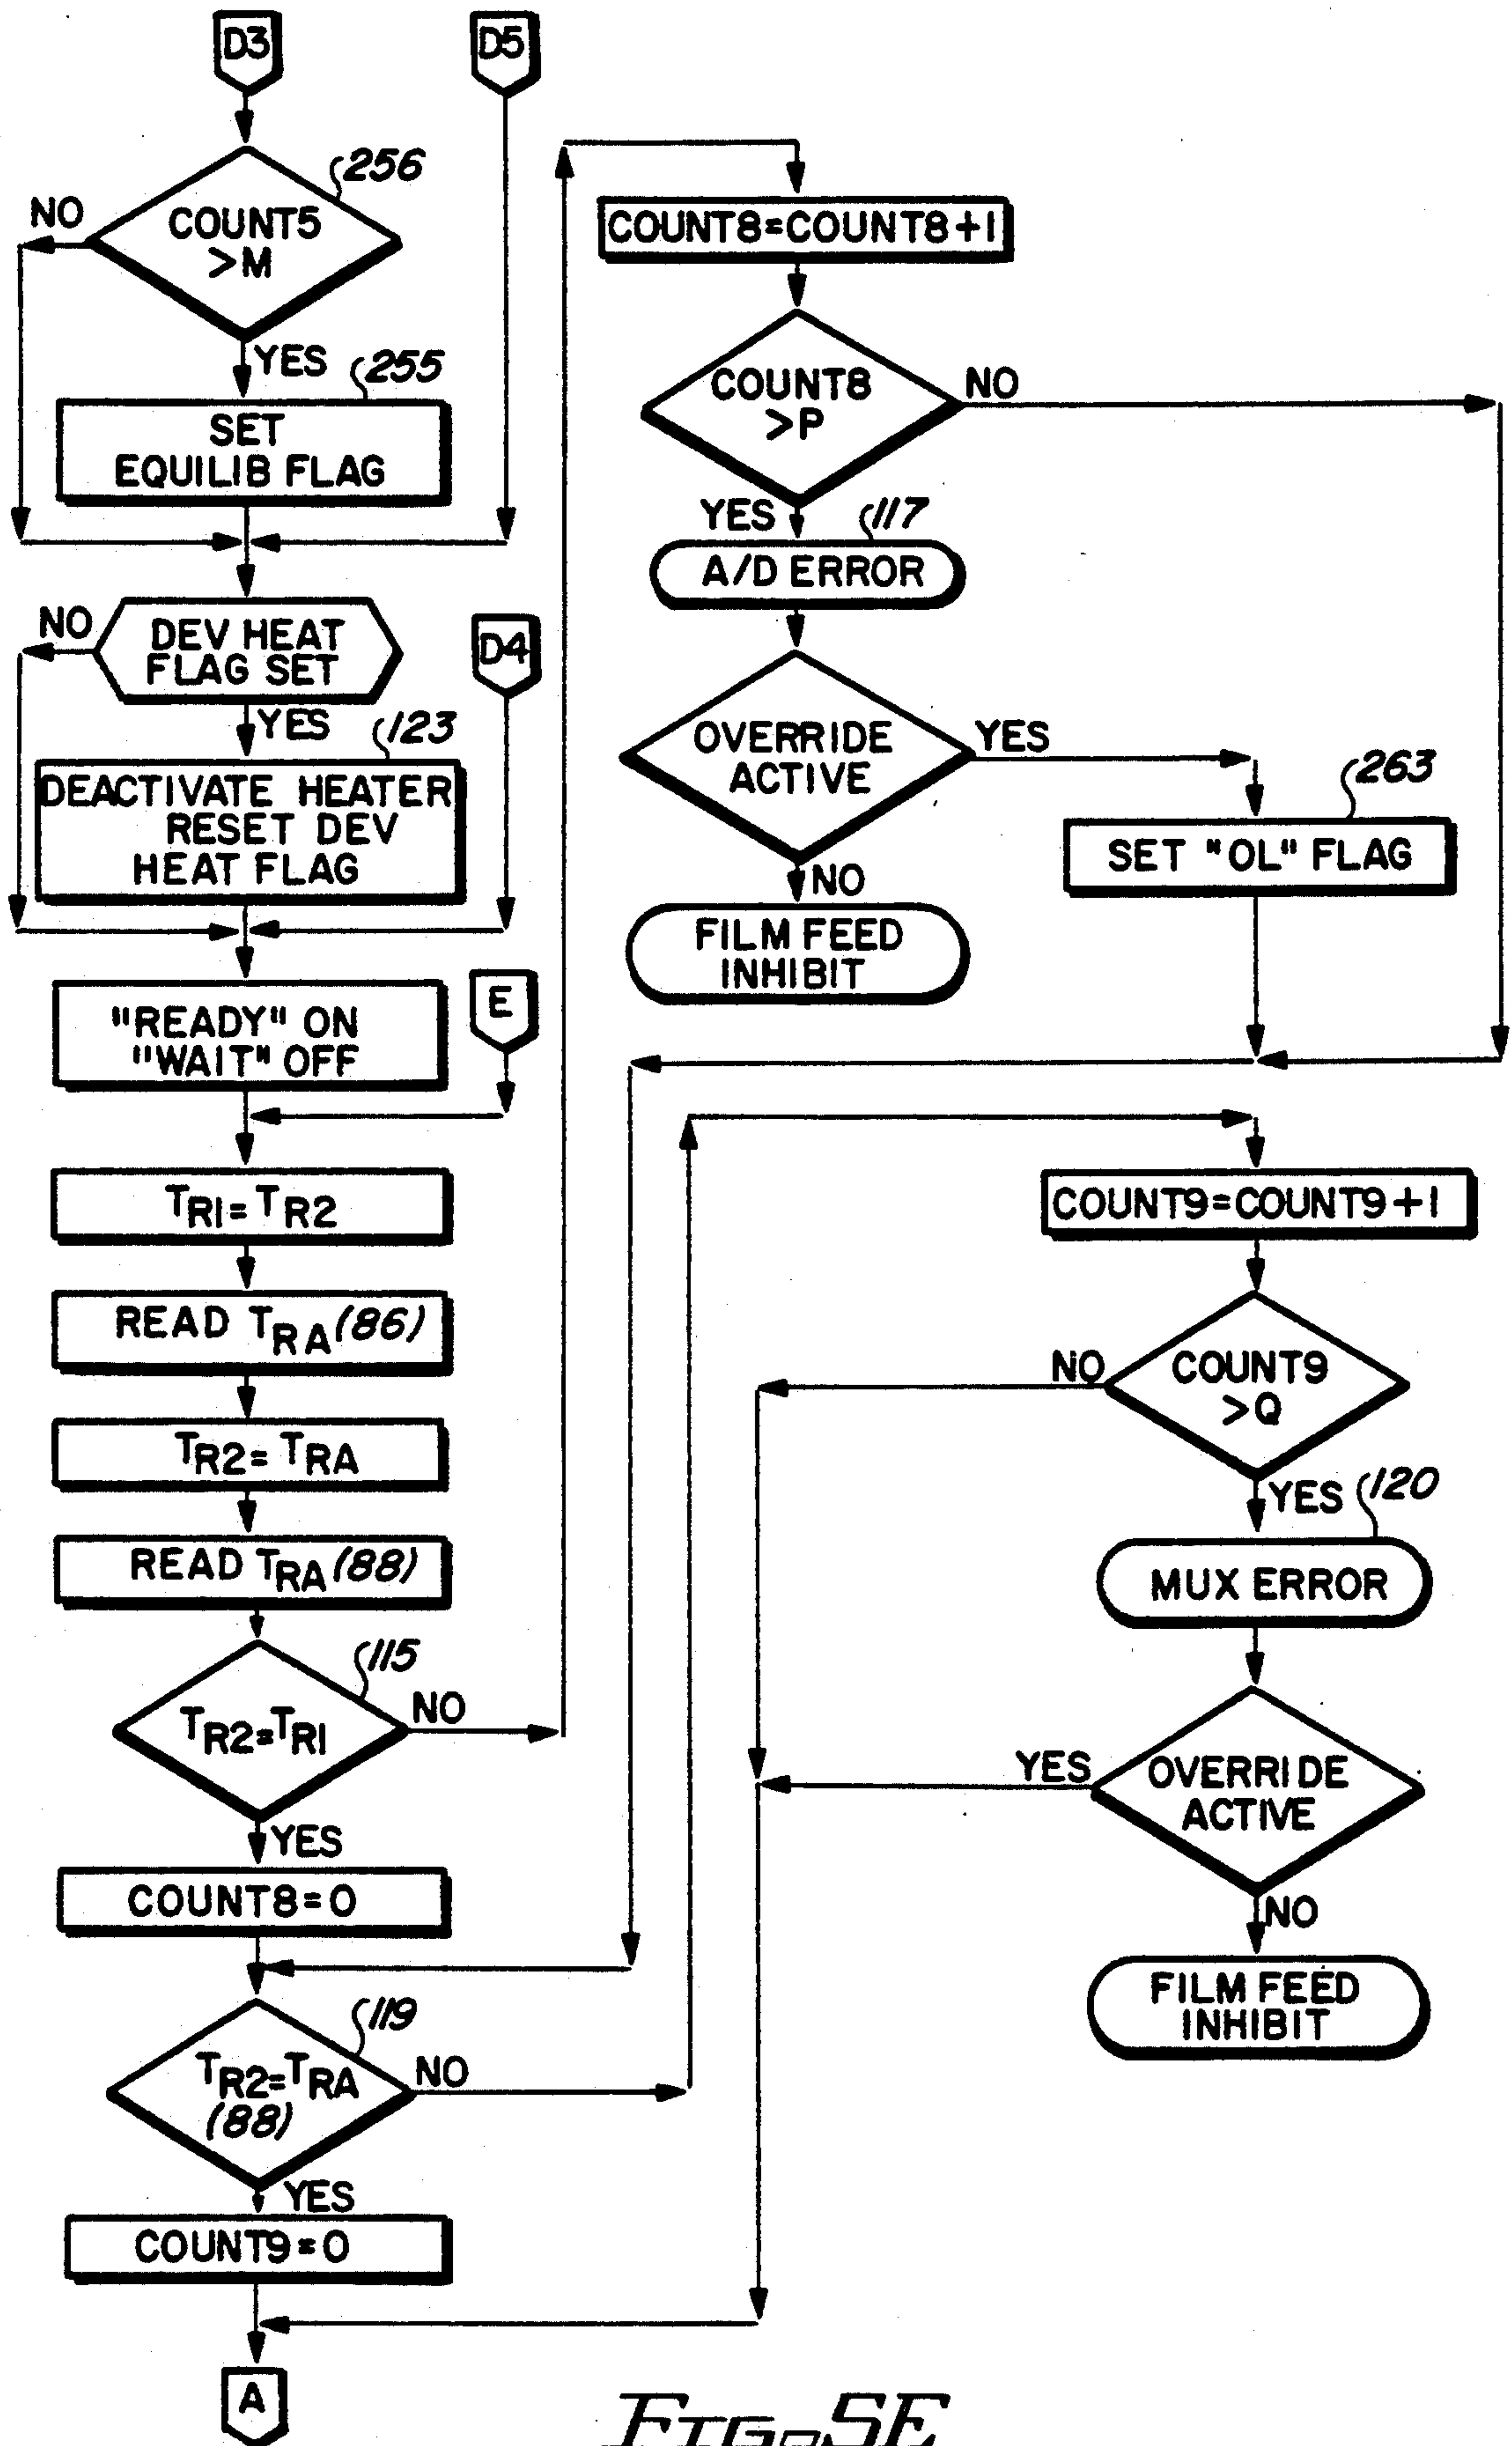 D3
D5
256
NO
COUNT5
>M
YES
255
SET
EQUILIB FLAG
NO
DEV HEAT
FLAG SET
D4
YES
123
DEACTIVATE HEATER
RESET DEV
HEAT FLAG
"READY" ON
"WAIT" OFF
E
TR1=TR2
READ TRA(86)
TR2=TRA
READ TRA(88)
115
TR2=TR1
NO
YES
COUNT8=0
119
TR2=TRA
(88)
NO
YES
COUNT9=0
A
COUNT8=COUNT8+1
COUNT8
>P
NO
YES
117
A/D ERROR
OVERRIDE
ACTIVE
YES
263
SET "OL" FLAG
NO
FILM FEED
INHIBIT
COUNT9=COUNT9+1
COUNT9
>Q
NO
YES
120
MUX ERROR
OVERRIDE
ACTIVE
YES
NO
FILM FEED
INHIBIT
FIG. 5E